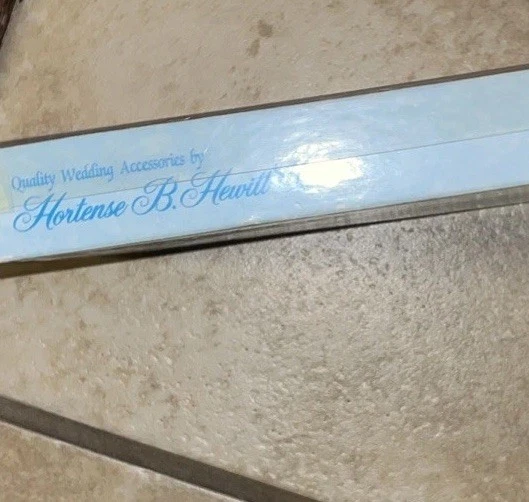 Quality Wedding Accessories by
Hortense B. Hewitt